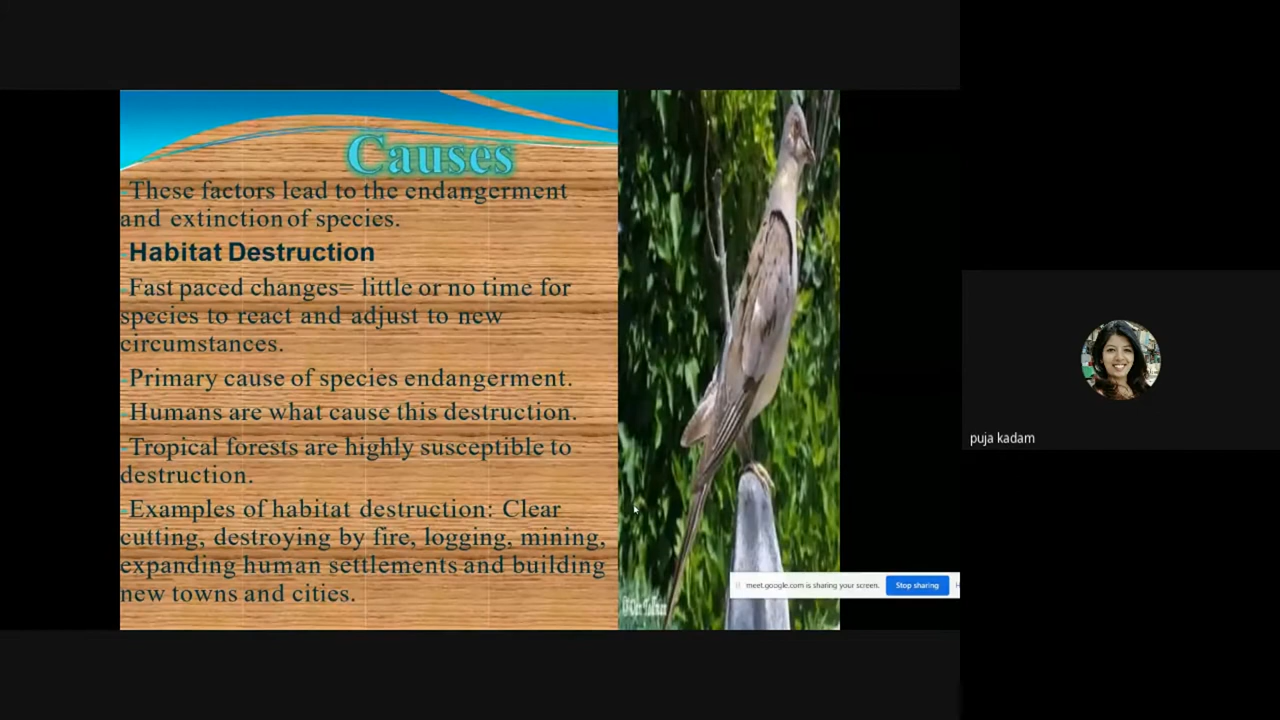 Causes
-These factors lead to the endangerment
and extinction of species.
-Habitat Destruction
-Fast paced changes= little or no time for
species to react and adjust to new
circumstances.
-Primary cause of species endangerment.
-Humans are what cause this destruction.
-Tropical forests are highly susceptible to
destruction.
-Examples of habitat destruction: Clear
cutting, destroying by fire, logging, mining,
expanding human settlements and building
new towns and cities.
meet.google.com is sharing your screen.
Stop sharing
H
puja kadam